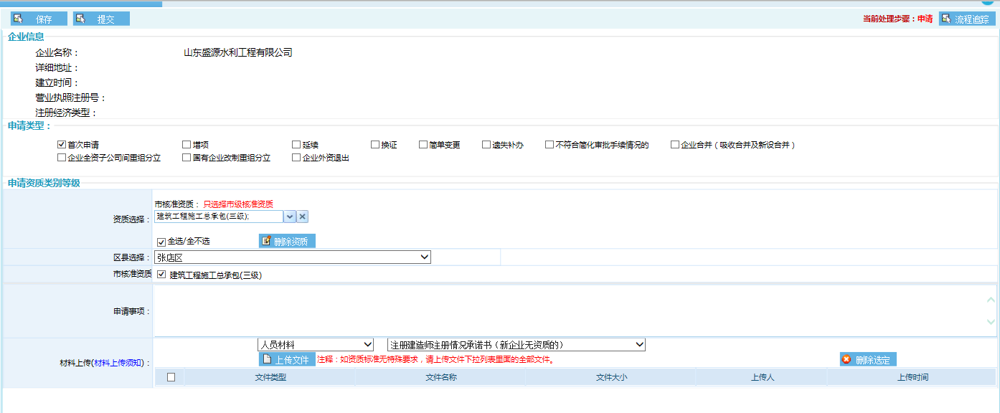 保存 提交 当前处理步骤：申请 流程追踪
企业信息
企业名称： 山东盛源水利工程有限公司
详细地址：
建立时间：
营业执照注册号：
注册经济类型：
申请类型：
首次申请 增项 延续 换证 简单变更 遗失补办 不符合简化审批手续情况的 企业合并（吸收合并及新设合并）
企业全资子公司间重组分立 国有企业改制重组分立 企业外资退出
申请资质类别等级
市核准资质：只选择市级核准资质
资质选择： 建筑工程施工总承包(三级);
全选/全不选 删除资质
区县选择： 张店区
市核准资质 建筑工程施工总承包(三级)
申请事项：
人员材料 注册建造师注册情况承诺书（新企业无资质的）
材料上传(材料上传须知)： 上传文件 注释：如资质标准无特殊要求，请上传文件下拉列表里面的全部文件。 删除选定
文件类型 文件名称 文件大小 上传人 上传时间